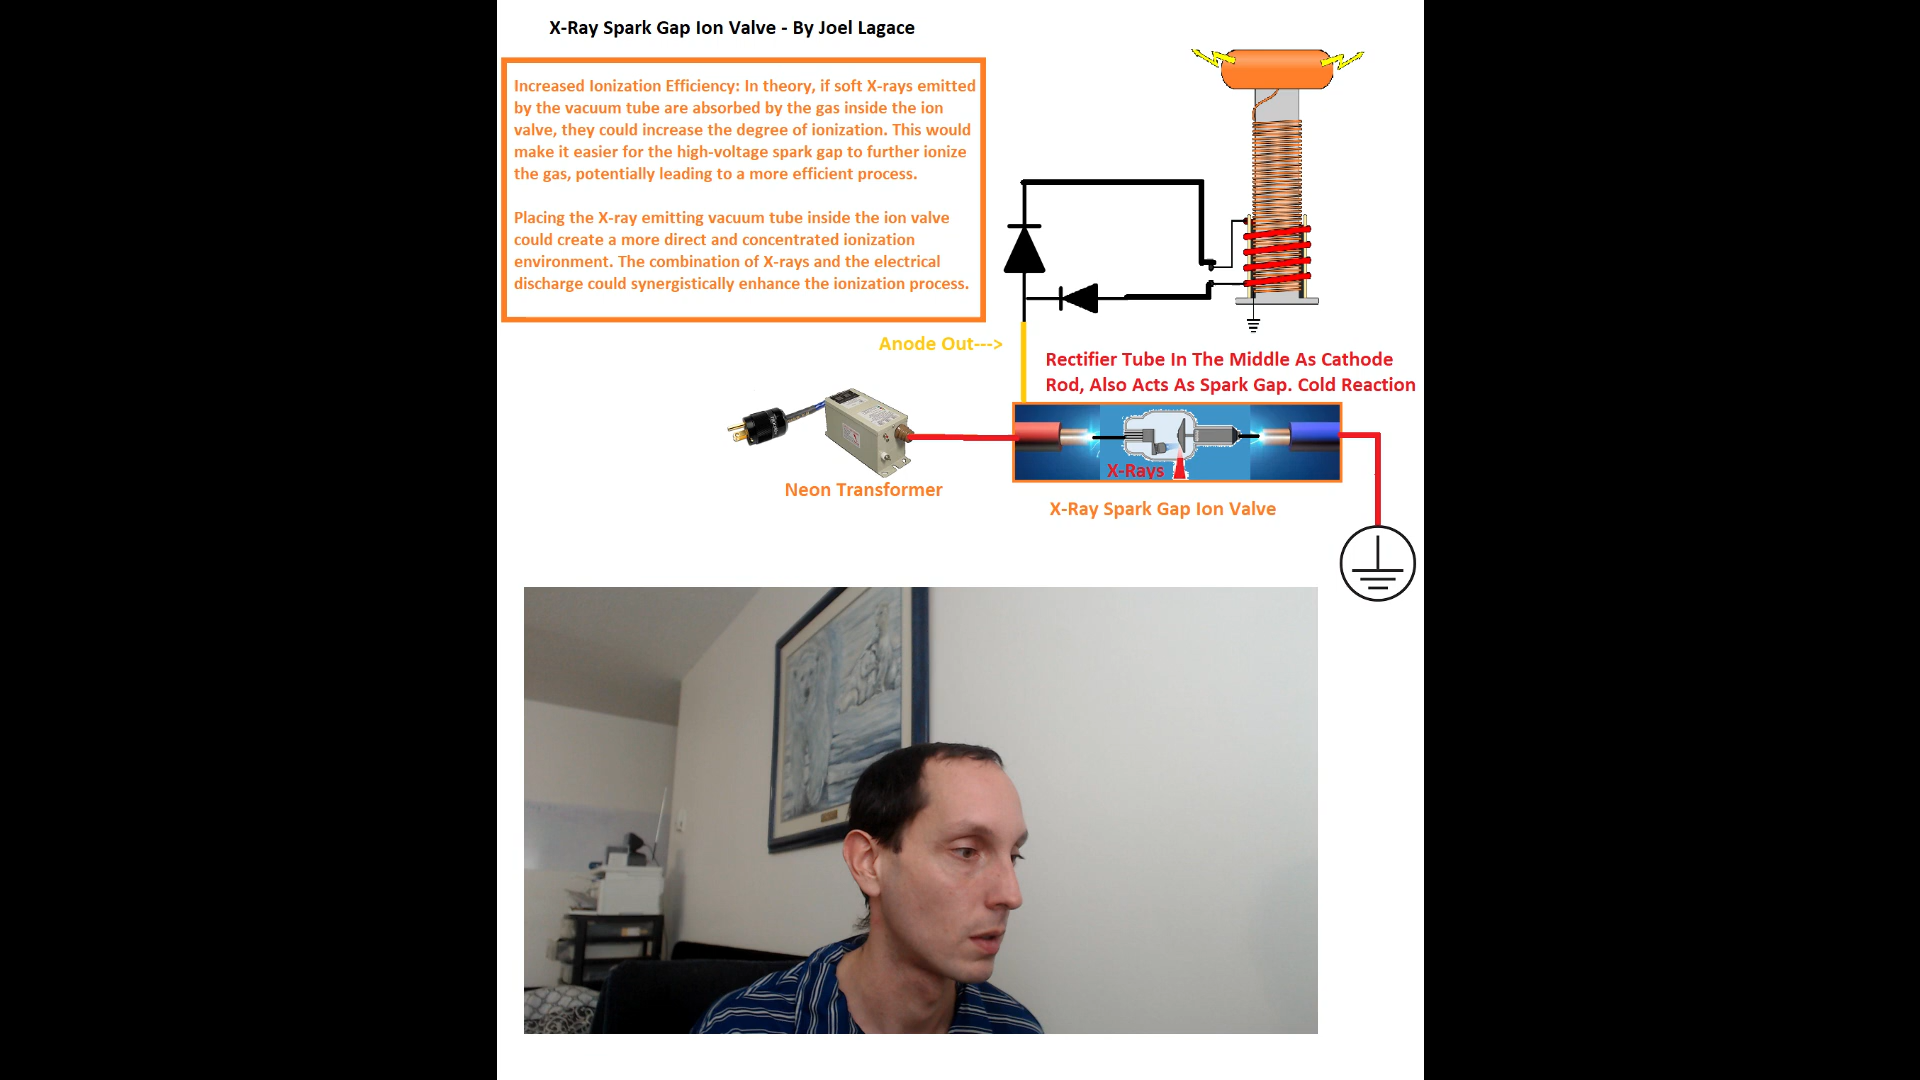 X-Ray Spark Gap Ion Valve - By Joel Lagace
Increased Ionization Efficiency: In theory, if soft X-rays emitted
by the vacuum tube are absorbed by the gas inside the ion
valve, they could increase the degree of ionization. This would
make it easier for the high-voltage spark gap to further ionize
the gas, potentially leading to a more efficient process.
Placing the X-ray emitting vacuum tube inside the ion valve
could create a more direct and concentrated ionization
environment. The combination of X-rays and the electrical
discharge could synergistically enhance the ionization process.
Anode Out--->
Rectifier Tube In The Middle As Cathode
Rod, Also Acts As Spark Gap. Cold Reaction
X-Rays
Neon Transformer
X-Ray Spark Gap Ion Valve